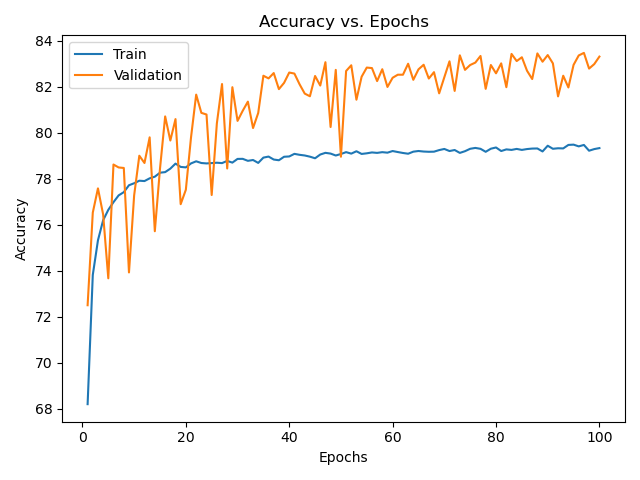 Accuracy vs. Epochs
Train
Validation
84
82
80
78
76
74
72
70
68
Accuracy
0 20 40 60 80 100
Epochs